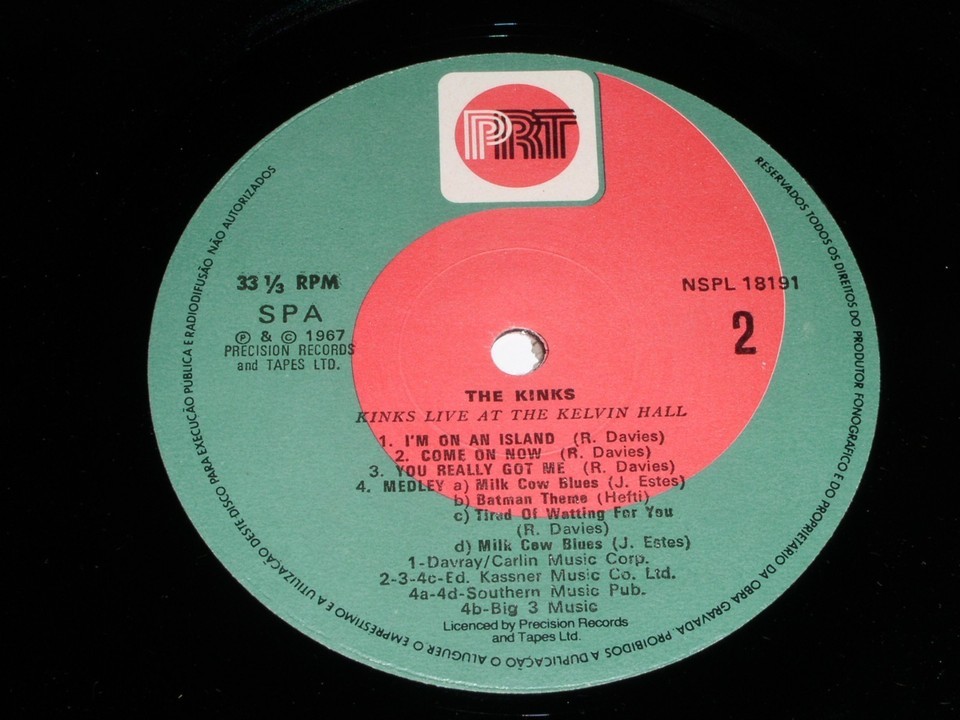 PRT
33 1/3 RPM
SPA
Ⓟ & © 1967
PRECISION RECORDS
and TAPES LTD.
NSPL 18191
2
THE KINKS
KINKS LIVE AT THE KELVIN HALL
1. I'M ON AN ISLAND (R. Davies)
2. COME ON NOW (R. Davies)
3. YOU REALLY GOT ME (R. Davies)
4. MEDLEY a) Milk Cow Blues (J. Estes)
b) Batman Theme (Hefti)
c) Tired Of Watting For You
(R. Davies)
d) Milk Cow Blues (J. Estes)
1-Davray/Carlin Music Corp.
2-3-4c-Ed. Kassner Music Co. Ltd.
4a-4d-Southern Music Pub.
4b-Big 3 Music
Licenced by Precision Records
and Tapes Ltd.
RESERVADOS TODOS OS DIREITOS DO PRODUTOR FONOGRAFICO E DO PROPRIETARIO DA OBRA GRAVADA. PROIBIDOS A DUPLICAÇÃO O ALUGUER O EMPRESTIMO E A UTILIZAÇÃO DESTE DISCO PARA EXECUÇÃO PUBLICA E RADIODIFUSÃO NÃO AUTORIZADOS